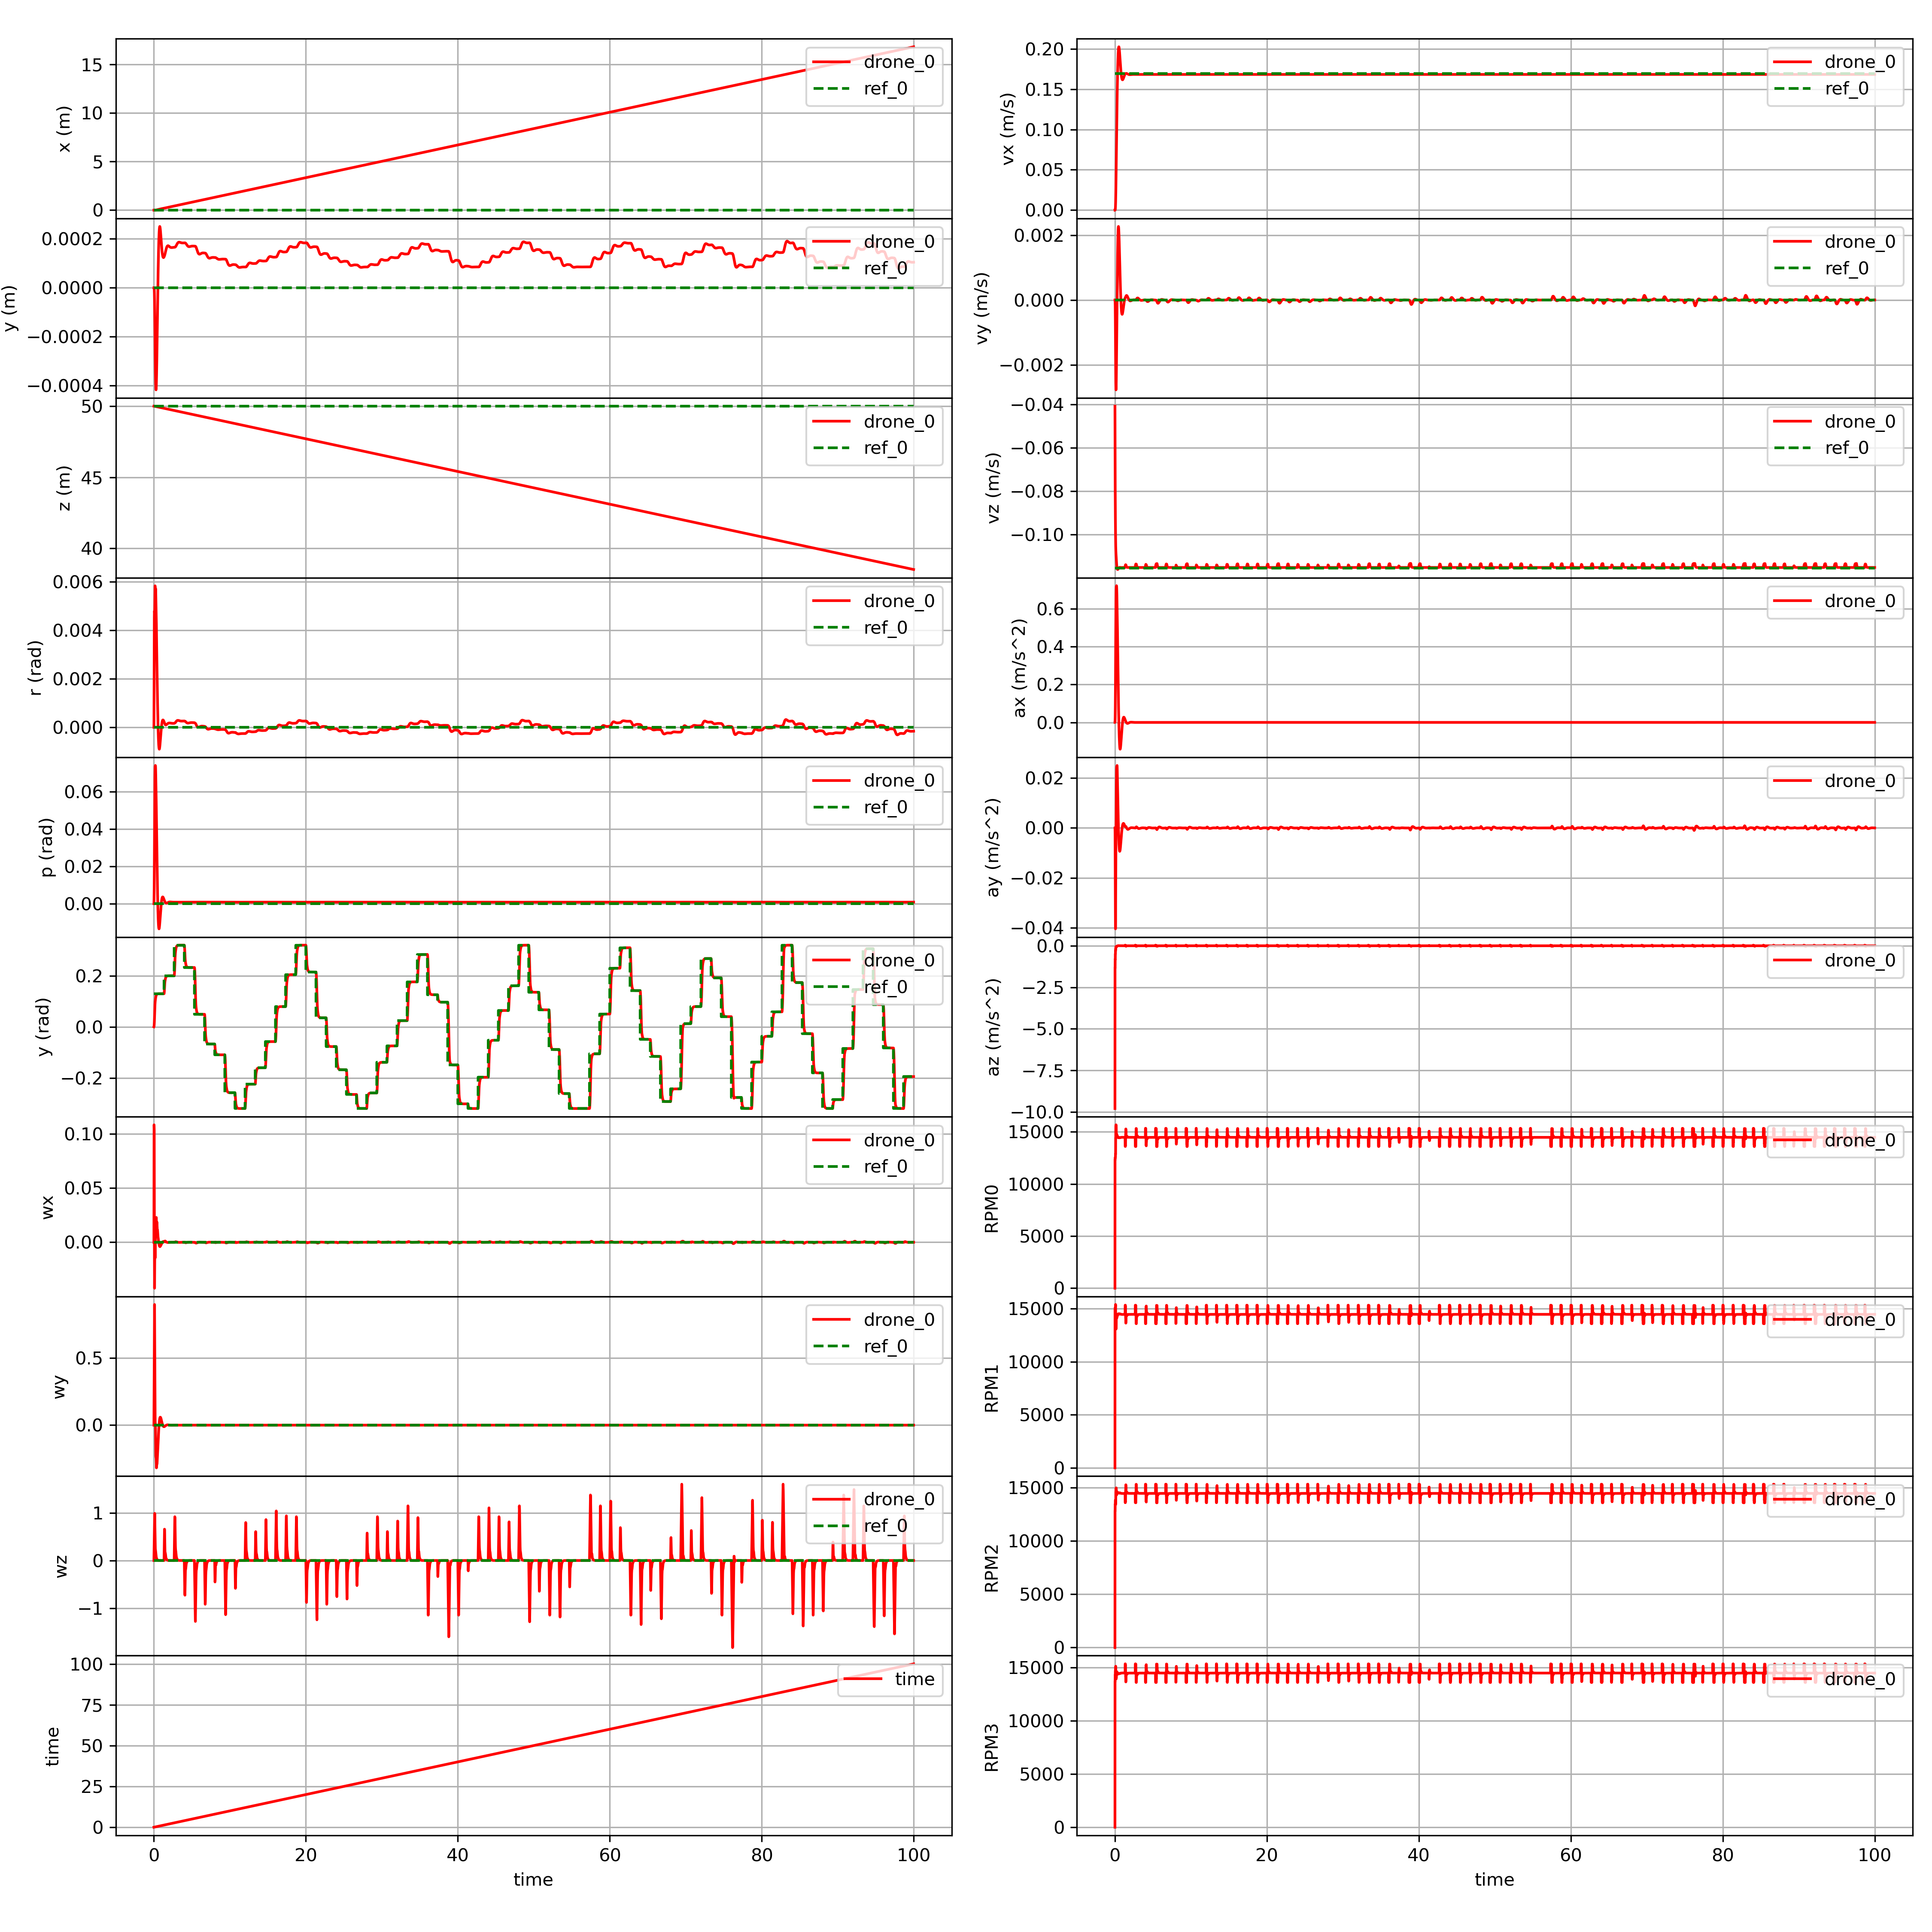 x (m)
15
10
5
0
drone_0
ref_0
y (m)
0.0002
0.0000
−0.0002
−0.0004
drone_0
ref_0
z (m)
50
45
40
drone_0
ref_0
r (rad)
0.006
0.004
0.002
0.000
drone_0
ref_0
p (rad)
0.06
0.04
0.02
0.00
drone_0
ref_0
y (rad)
0.2
0.0
−0.2
drone_0
ref_0
wx
0.10
0.05
0.00
drone_0
ref_0
wy
0.5
0.0
drone_0
ref_0
wz
1
0
−1
drone_0
ref_0
time
100
75
50
25
0
time
0 20 40 60 80 100
time
vx (m/s)
0.20
0.15
0.10
0.05
0.00
drone_0
ref_0
vy (m/s)
0.002
0.000
−0.002
drone_0
ref_0
vz (m/s)
−0.04
−0.06
−0.08
−0.10
drone_0
ref_0
ax (m/s^2)
0.6
0.4
0.2
0.0
drone_0
ay (m/s^2)
0.02
0.00
−0.02
−0.04
drone_0
az (m/s^2)
0.0
−2.5
−5.0
−7.5
−10.0
drone_0
RPM0
15000
10000
5000
0
drone_0
RPM1
15000
10000
5000
0
drone_0
RPM2
15000
10000
5000
0
drone_0
RPM3
15000
10000
5000
0
drone_0
0 20 40 60 80 100
time